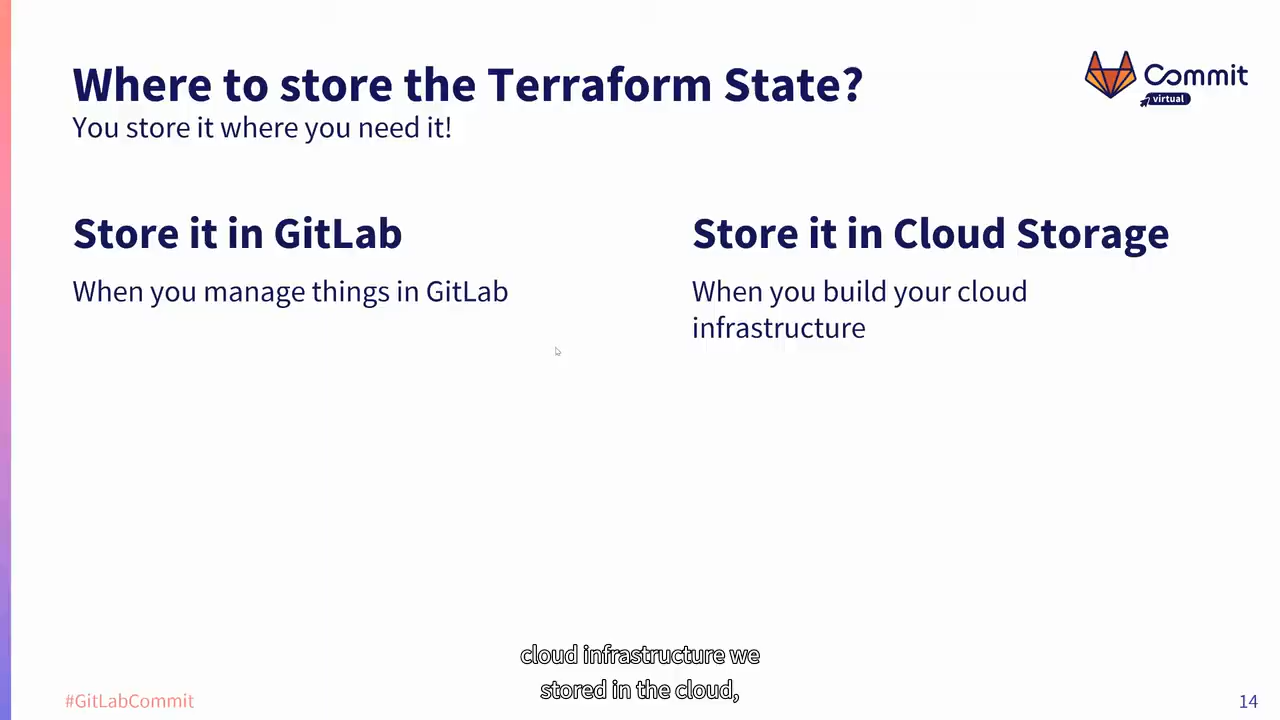 Where to store the Terraform State?
You store it where you need it!
Commit
virtual
Store it in GitLab
When you manage things in GitLab
Store it in Cloud Storage
When you build your cloud
infrastructure
cloud infrastructure we
stored in the cloud,
#GitLabCommit
14